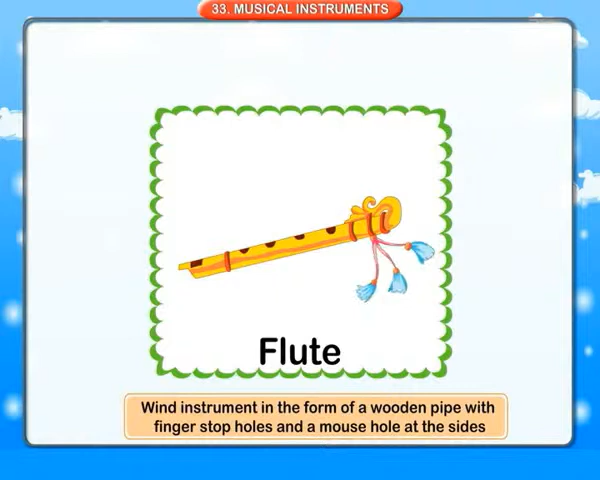 33. MUSICAL INSTRUMENTS
Flute
Wind instrument in the form of a wooden pipe with
finger stop holes and a mouse hole at the sides